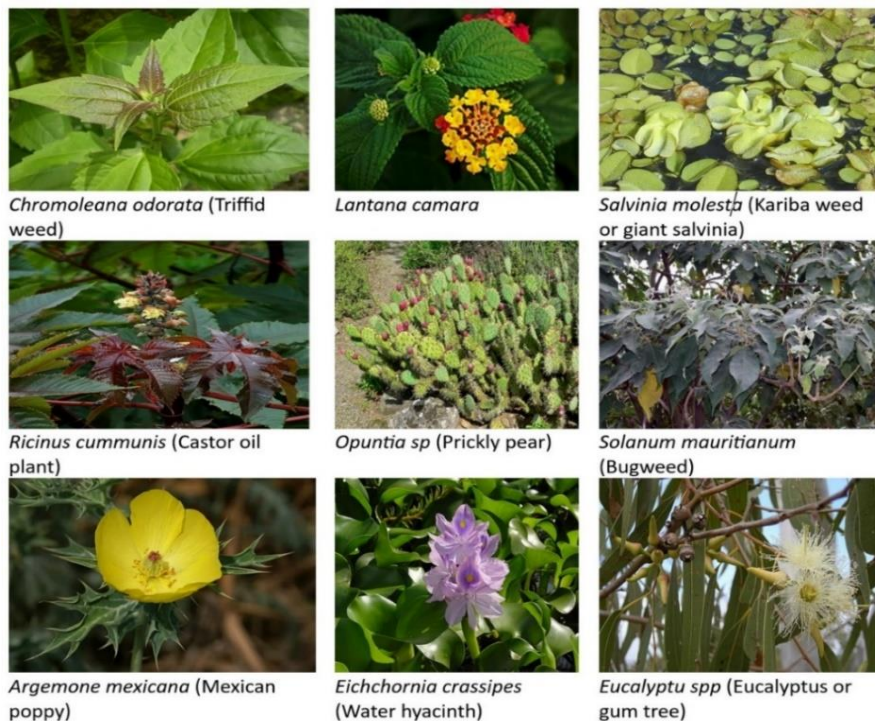 Chromoleana odorata (Triffid
weed)
Lantana camara
Salvinia molesta (Kariba weed
or giant salvinia)
Ricinus cummunis (Castor oil
plant)
Opuntia sp (Prickly pear)
Solanum mauritianum
(Bugweed)
Argemone mexicana (Mexican
poppy)
Eichchornia crassipes
(Water hyacinth)
Eucalyptu spp (Eucalyptus or
gum tree)